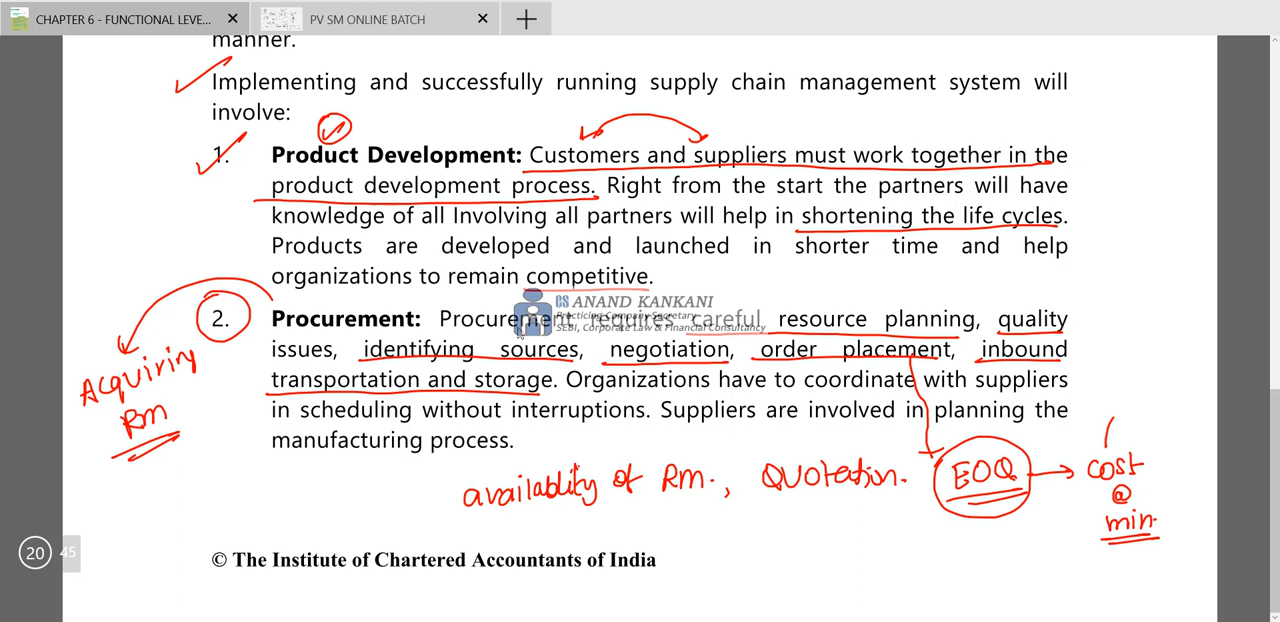 CHAPTER 6 - FUNCTIONAL LEVE...
PV SM ONLINE BATCH
manner.
Implementing and successfully running supply chain management system will
involve:
1. Product Development: Customers and suppliers must work together in the
product development process. Right from the start the partners will have
knowledge of all Involving all partners will help in shortening the life cycles.
Products are developed and launched in shorter time and help
organizations to remain competitive.
CS ANAND KANKANI
Practicing Company Secretary
SEBI, Corporate Law & Financial Consultancy
2. Procurement: Procurement requires careful resource planning, quality
issues, identifying sources, negotiation, order placement, inbound
transportation and storage. Organizations have to coordinate with suppliers
in scheduling without interruptions. Suppliers are involved in planning the
manufacturing process.
Acquiring
Rm
availablity of Rm., Quotation. EOQ cost
@
min.
20 45
© The Institute of Chartered Accountants of India